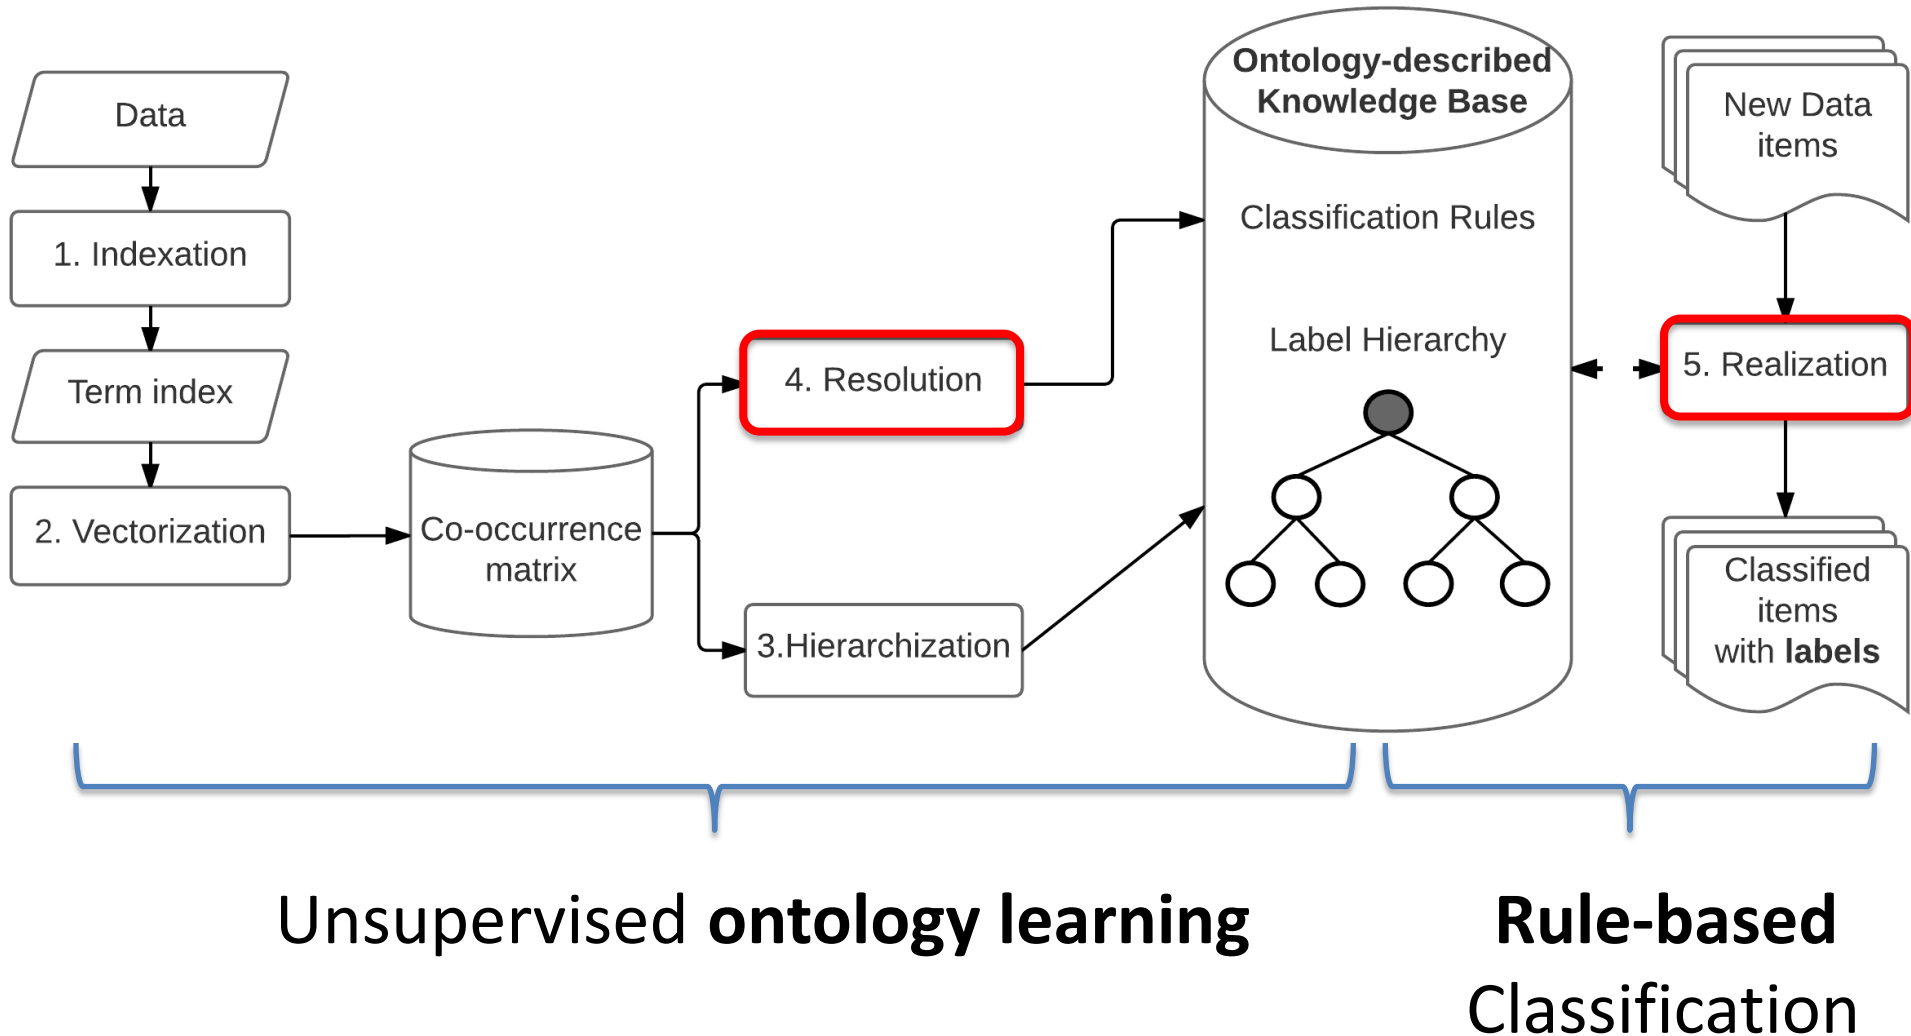 Data
1. Indexation
Term index
2. Vectorization
Co-occurrence
matrix
4. Resolution
3.Hierarchization
Ontology-described
Knowledge Base
Classification Rules
Label Hierarchy
New Data
items
5. Realization
Classified
items
with labels
Unsupervised ontology learning
Rule-based
Classification